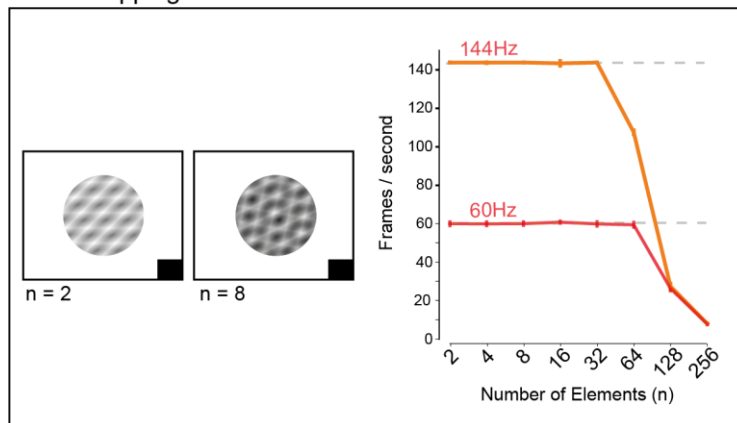 n = 2
n = 8
144Hz
60Hz
Frames / second
140
120
100
80
60
40
20
0
2
4
8
16
32
64
128
256
Number of Elements (n)